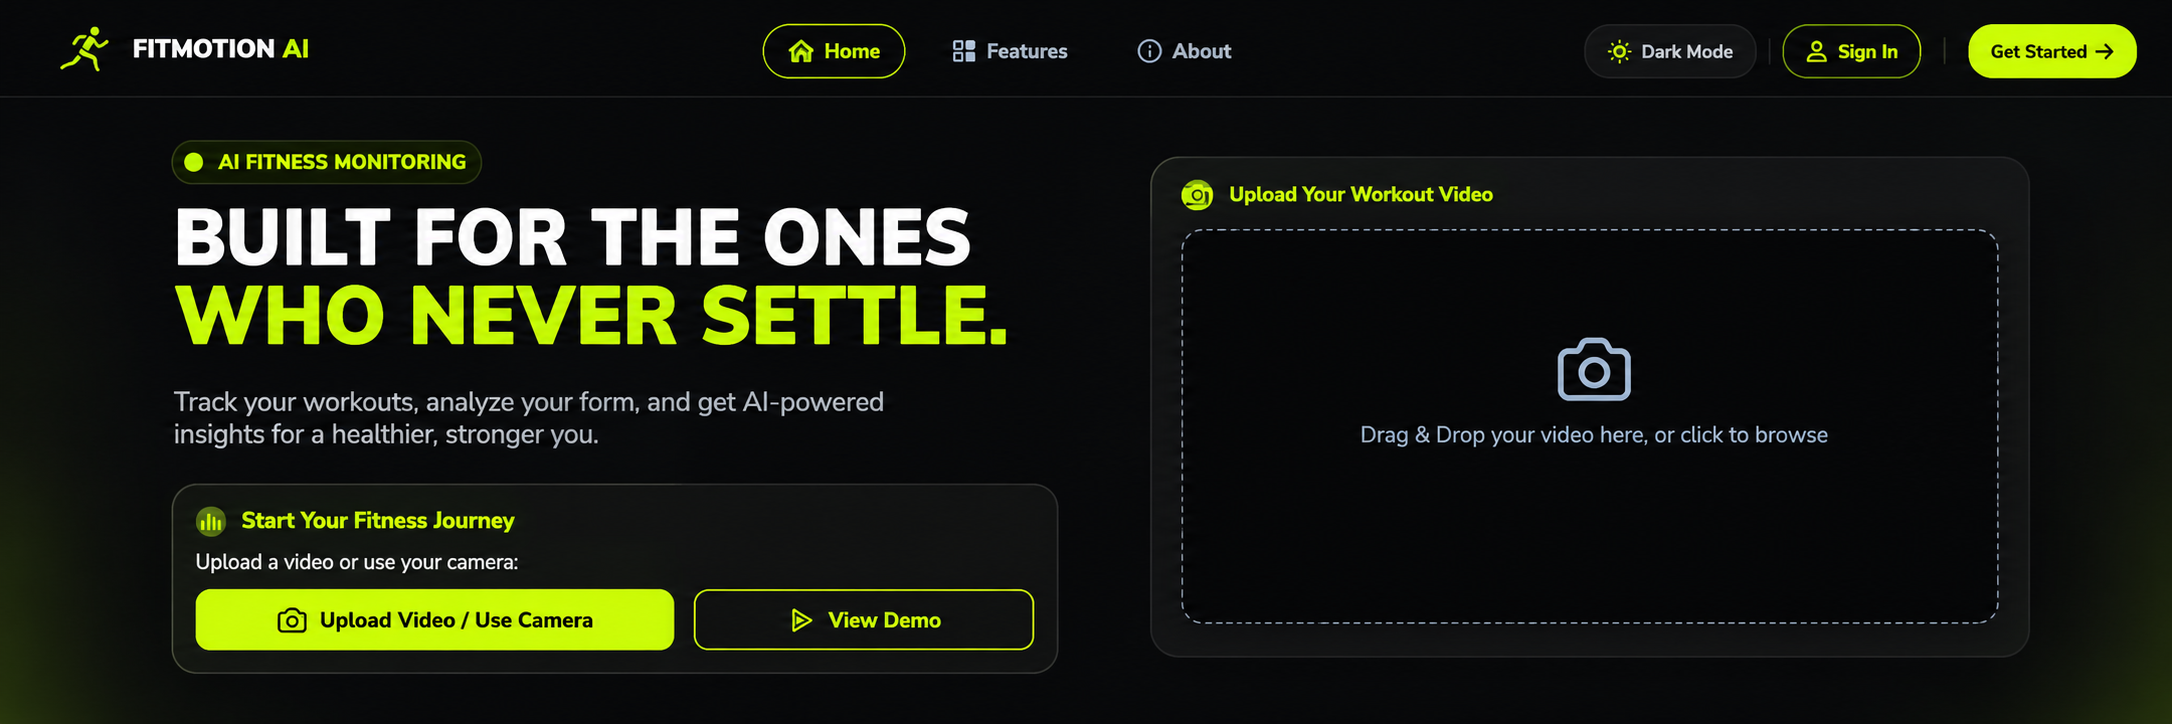 FITMOTION AI
Home
Features
About
Dark Mode
Sign In
Get Started →
AI FITNESS MONITORING
BUILT FOR THE ONES
WHO NEVER SETTLE.
Track your workouts, analyze your form, and get AI-powered
insights for a healthier, stronger you.
Start Your Fitness Journey
Upload a video or use your camera:
Upload Video / Use Camera
View Demo
Upload Your Workout Video
Drag & Drop your video here, or click to browse